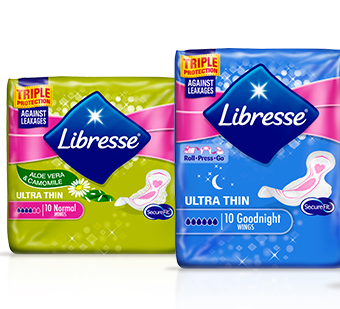 TRIPLE
PROTECTION
AGAINST
LEAKAGES
Libresse
ALOE VERA
& CAMOMILE
ULTRA THIN
10 Normal
WINGS
SecureFit
TRIPLE
PROTECTION
AGAINST
LEAKAGES
Libresse
Roll•Press•Go
ULTRA THIN
10 Goodnight
WINGS
SecureFit